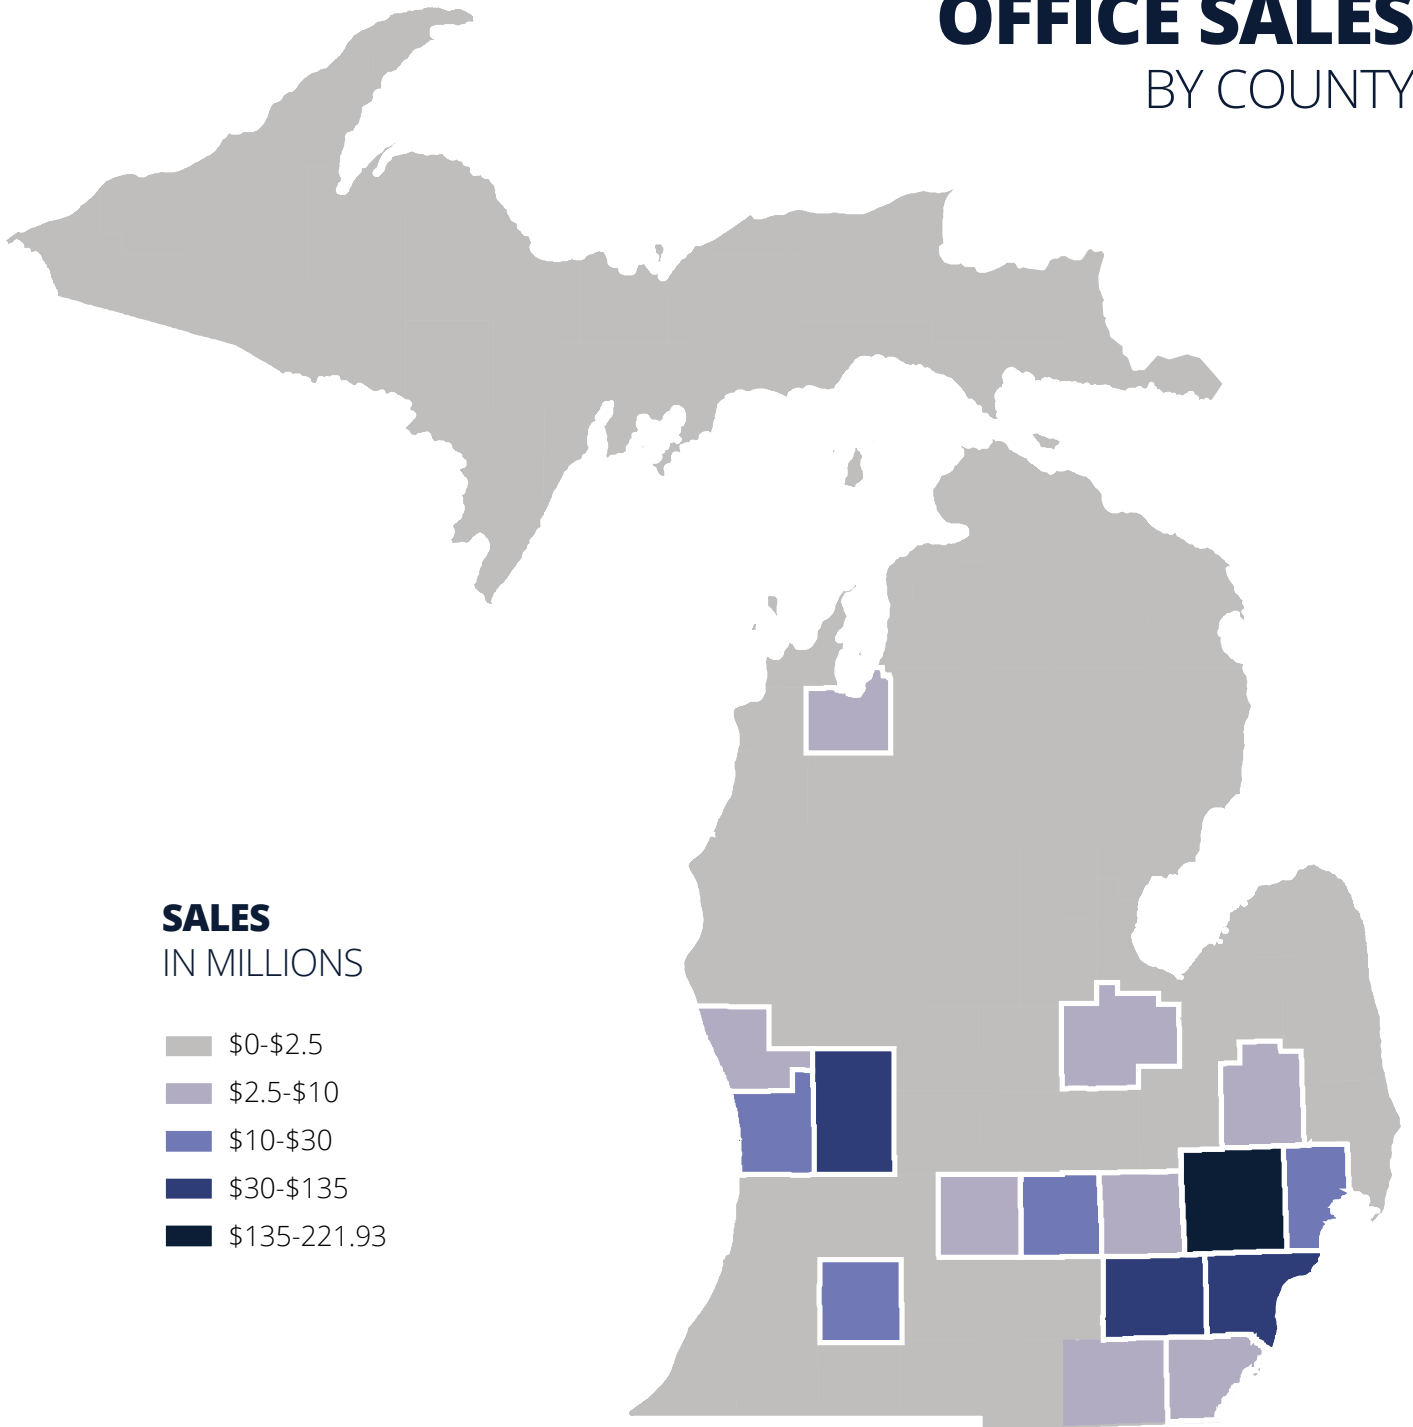 OFFICE SALES
BY COUNTY
SALES
IN MILLIONS
$0-$2.5
$2.5-$10
$10-$30
$30-$135
$135-221.93